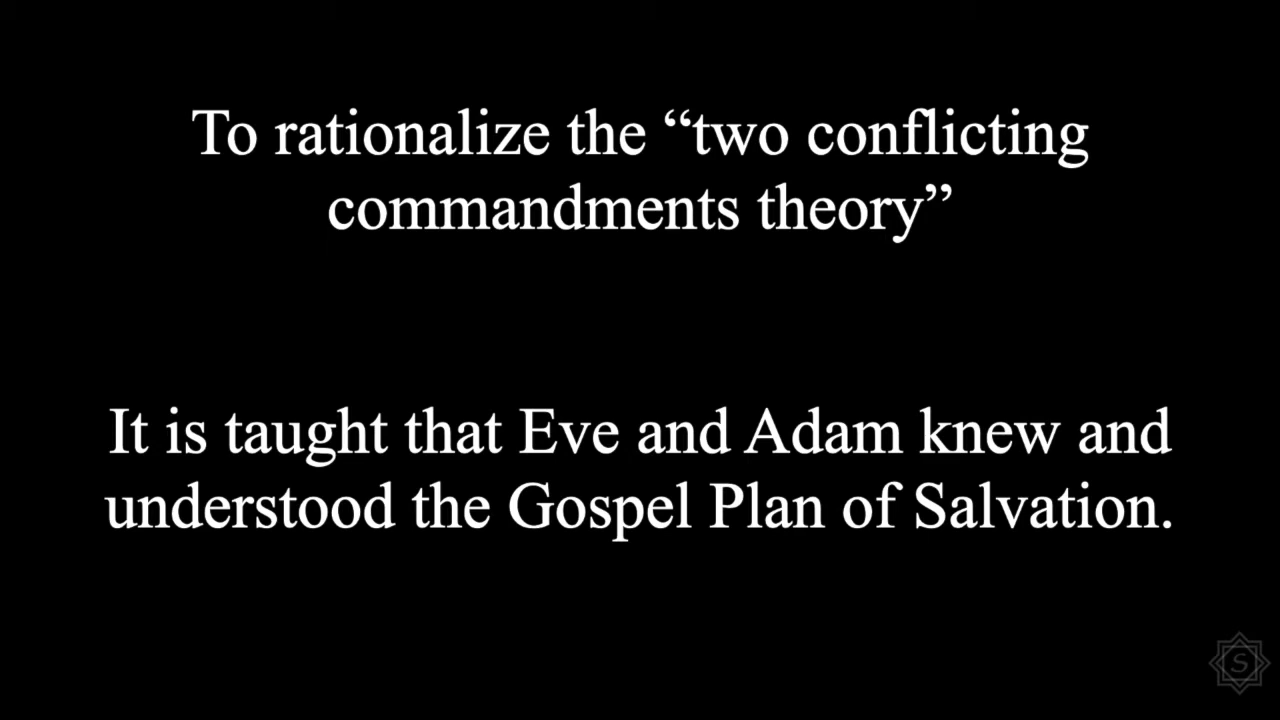 To rationalize the “two conflicting
commandments theory”
It is taught that Eve and Adam knew and
understood the Gospel Plan of Salvation.
S